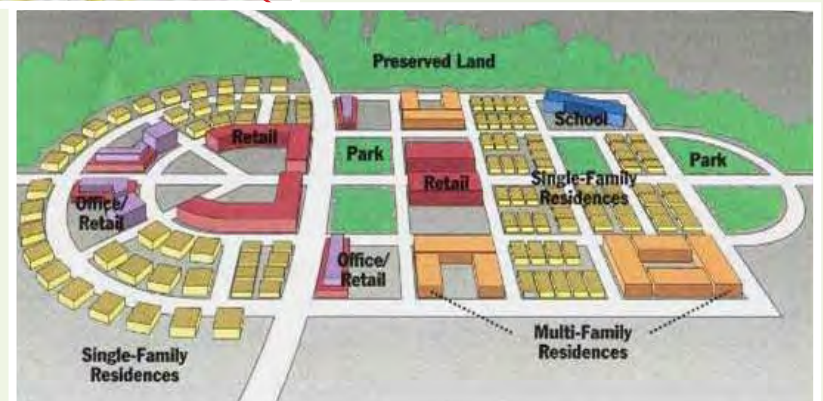 Preserved Land
School
Retail
Park
Park
Retail
Single-Family
Residences
Office/
Retail
Office/
Retail
Multi-Family
Residences
Single-Family
Residences